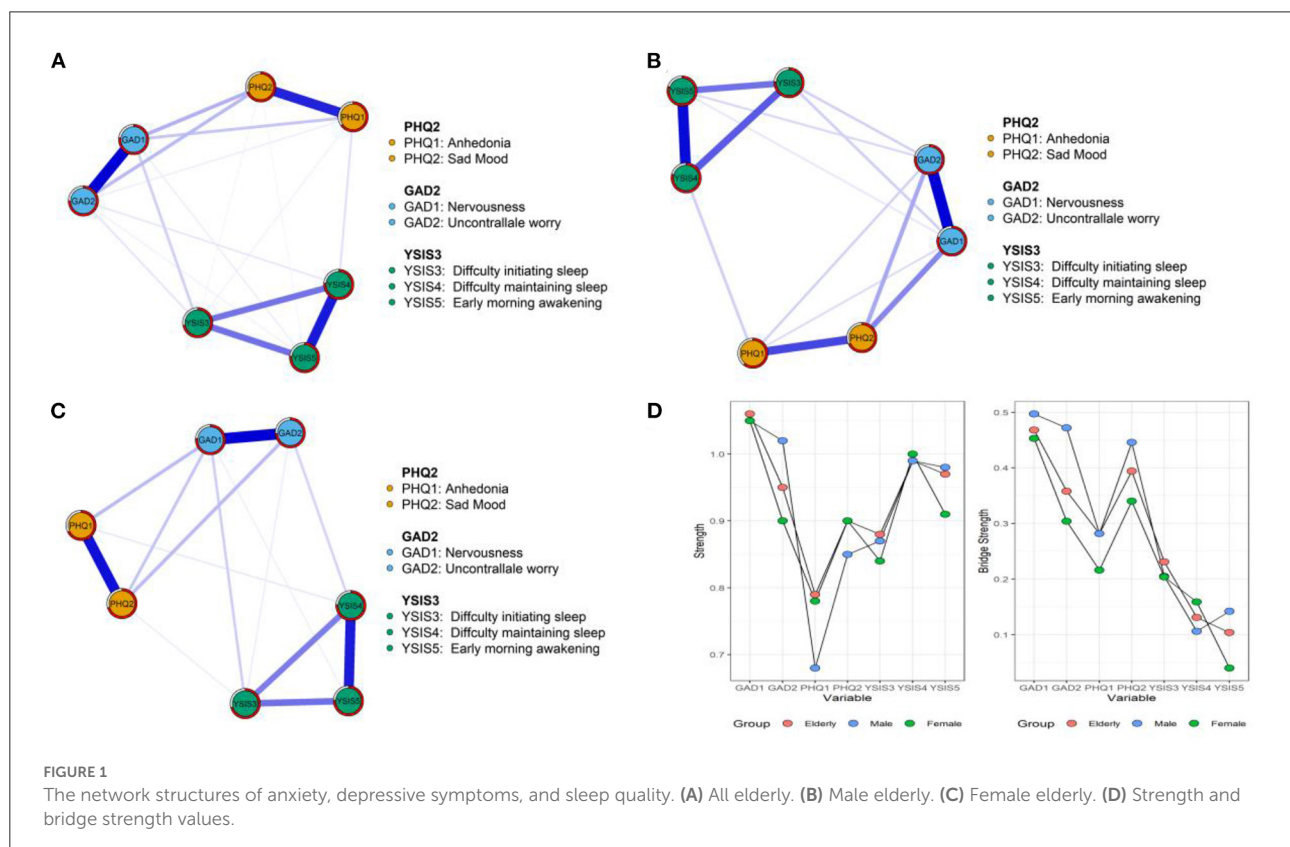 A
PHQ2
PHQ1
GAD1
GAD2
YSIS4
YSIS3
YSIS5
PHQ2
PHQ1: Anhedonia
PHQ2: Sad Mood
GAD2
GAD1: Nervousness
GAD2: Uncontrallale worry
YSIS3
YSIS3: Diffculty initiating sleep
YSIS4: Diffculty maintaining sleep
YSIS5: Early morning awakening
B
YSIS5
YSIS3
YSIS4
GAD2
GAD1
PHQ2
PHQ1
PHQ2
PHQ1: Anhedonia
PHQ2: Sad Mood
GAD2
GAD1: Nervousness
GAD2: Uncontrallale worry
YSIS3
YSIS3: Diffculty initiating sleep
YSIS4: Diffculty maintaining sleep
YSIS5: Early morning awakening
C
GAD1
GAD2
PHQ1
PHQ2
YSIS4
YSIS3
YSIS5
PHQ2
PHQ1: Anhedonia
PHQ2: Sad Mood
GAD2
GAD1: Nervousness
GAD2: Uncontrallale worry
YSIS3
YSIS3: Diffculty initiating sleep
YSIS4: Diffculty maintaining sleep
YSIS5: Early morning awakening
D
Strength
1.0
0.9
0.8
0.7
GAD1 GAD2 PHQ1 PHQ2 YSIS3 YSIS4 YSIS5
Variable
Group Elderly Male Female
Bridge Strength
0.5
0.4
0.3
0.2
0.1
GAD1 GAD2 PHQ1 PHQ2 YSIS3 YSIS4 YSIS5
Variable
Group Elderly Male Female
FIGURE 1
The network structures of anxiety, depressive symptoms, and sleep quality. (A) All elderly. (B) Male elderly. (C) Female elderly. (D) Strength and
bridge strength values.